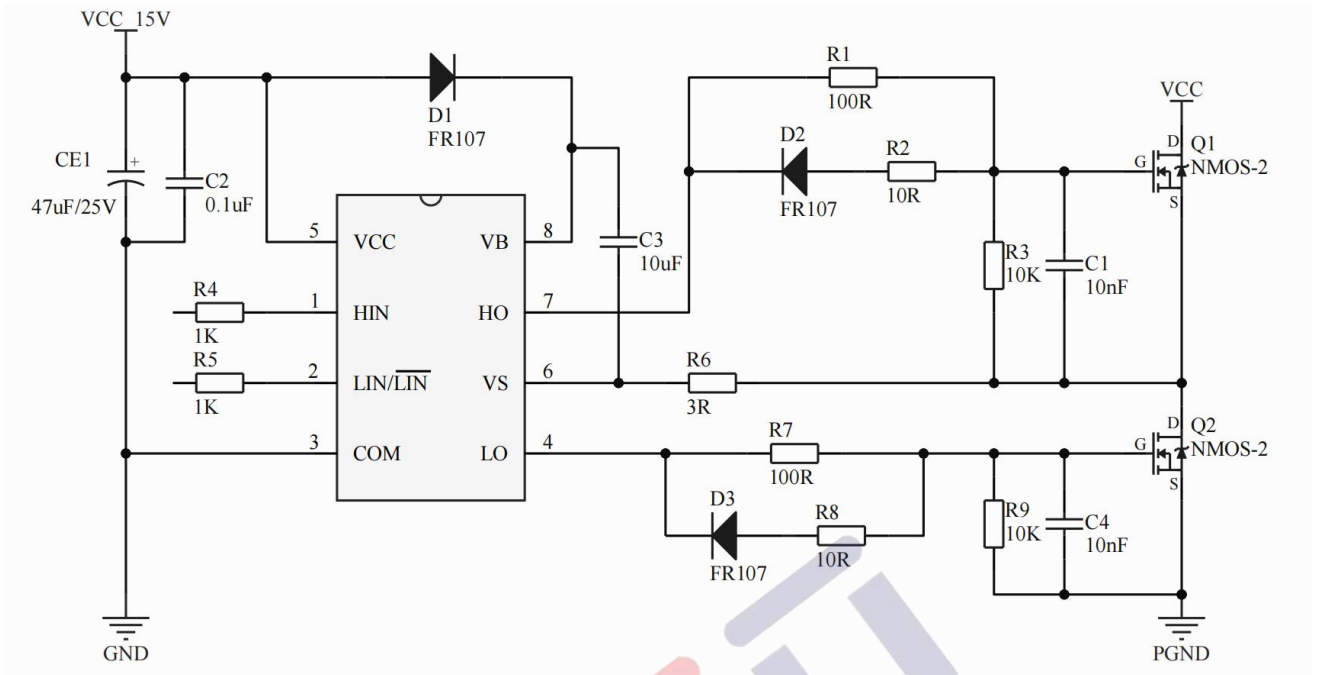 VCC 15V
CE1
47uF/25V
C2
0.1uF
D1
FR107
R1
100R
D2
FR107
R2
10R
VCC
D
Q1
G
NMOS-2
S
R3
10K
C1
10nF
C3
10uF
5
VCC
VB
8
R4
1K
1
HIN
HO
7
R5
1K
2
LIN/LIN
VS
6
R6
3R
3
COM
LO
4
R7
100R
D3
FR107
R8
10R
D
Q2
G
NMOS-2
S
R9
10K
C4
10nF
GND
PGND